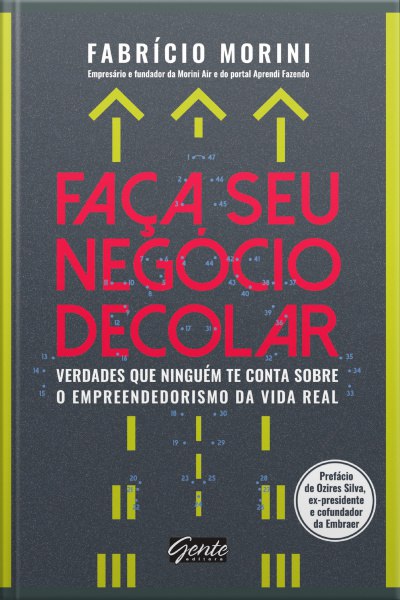 FABRÍCIO MORINI
Empresário e fundador da Morini Air e do portal Aprendi Fazendo
FAÇA SEU
NEGÓCIO
DECOLAR
VERDADES QUE NINGUÉM TE CONTA SOBRE
O EMPREENDEDORISMO DA VIDA REAL
Prefácio
de Ozires Silva,
ex-presidente
e cofundador
da Embraer
Gente
editora